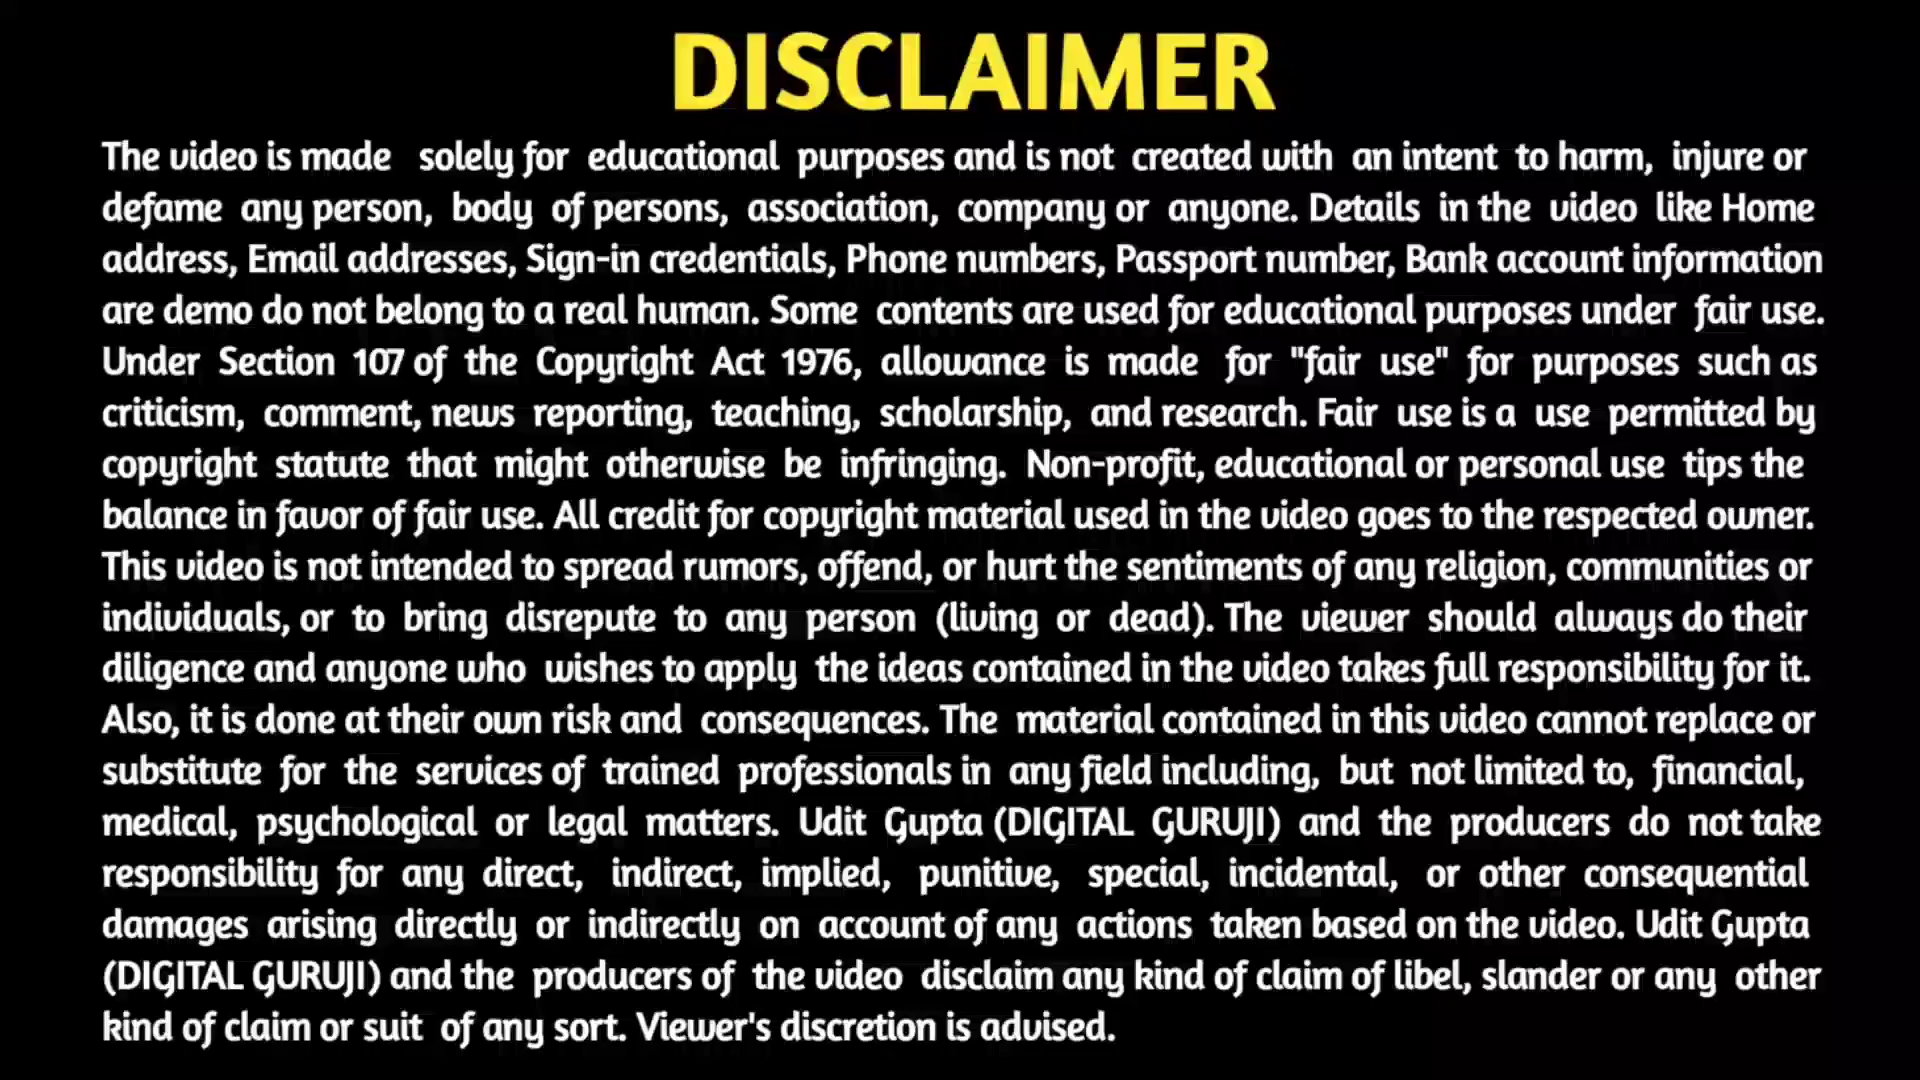 DISCLAIMER
The video is made solely for educational purposes and is not created with an intent to harm, injure or
defame any person, body of persons, association, company or anyone. Details in the video like Home
address, Email addresses, Sign-in credentials, Phone numbers, Passport number, Bank account information
are demo do not belong to a real human. Some contents are used for educational purposes under fair use.
Under Section 107 of the Copyright Act 1976, allowance is made for "fair use" for purposes such as
criticism, comment, news reporting, teaching, scholarship, and research. Fair use is a use permitted by
copyright statute that might otherwise be infringing. Non-profit, educational or personal use tips the
balance in favor of fair use. All credit for copyright material used in the video goes to the respected owner.
This video is not intended to spread rumors, offend, or hurt the sentiments of any religion, communities or
individuals, or to bring disrepute to any person (living or dead). The viewer should always do their
diligence and anyone who wishes to apply the ideas contained in the video takes full responsibility for it.
Also, it is done at their own risk and consequences. The material contained in this video cannot replace or
substitute for the services of trained professionals in any field including, but not limited to, financial,
medical, psychological or legal matters. Udit Gupta (DIGITAL GURUJI) and the producers do not take
responsibility for any direct, indirect, implied, punitive, special, incidental, or other consequential
damages arising directly or indirectly on account of any actions taken based on the video. Udit Gupta
(DIGITAL GURUJI) and the producers of the video disclaim any kind of claim of libel, slander or any other
kind of claim or suit of any sort. Viewer's discretion is advised.